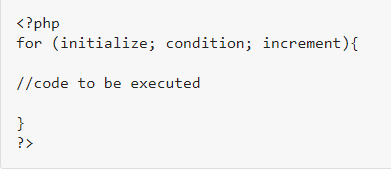 <?php
for (initialize; condition; increment){
//code to be executed
}
?>